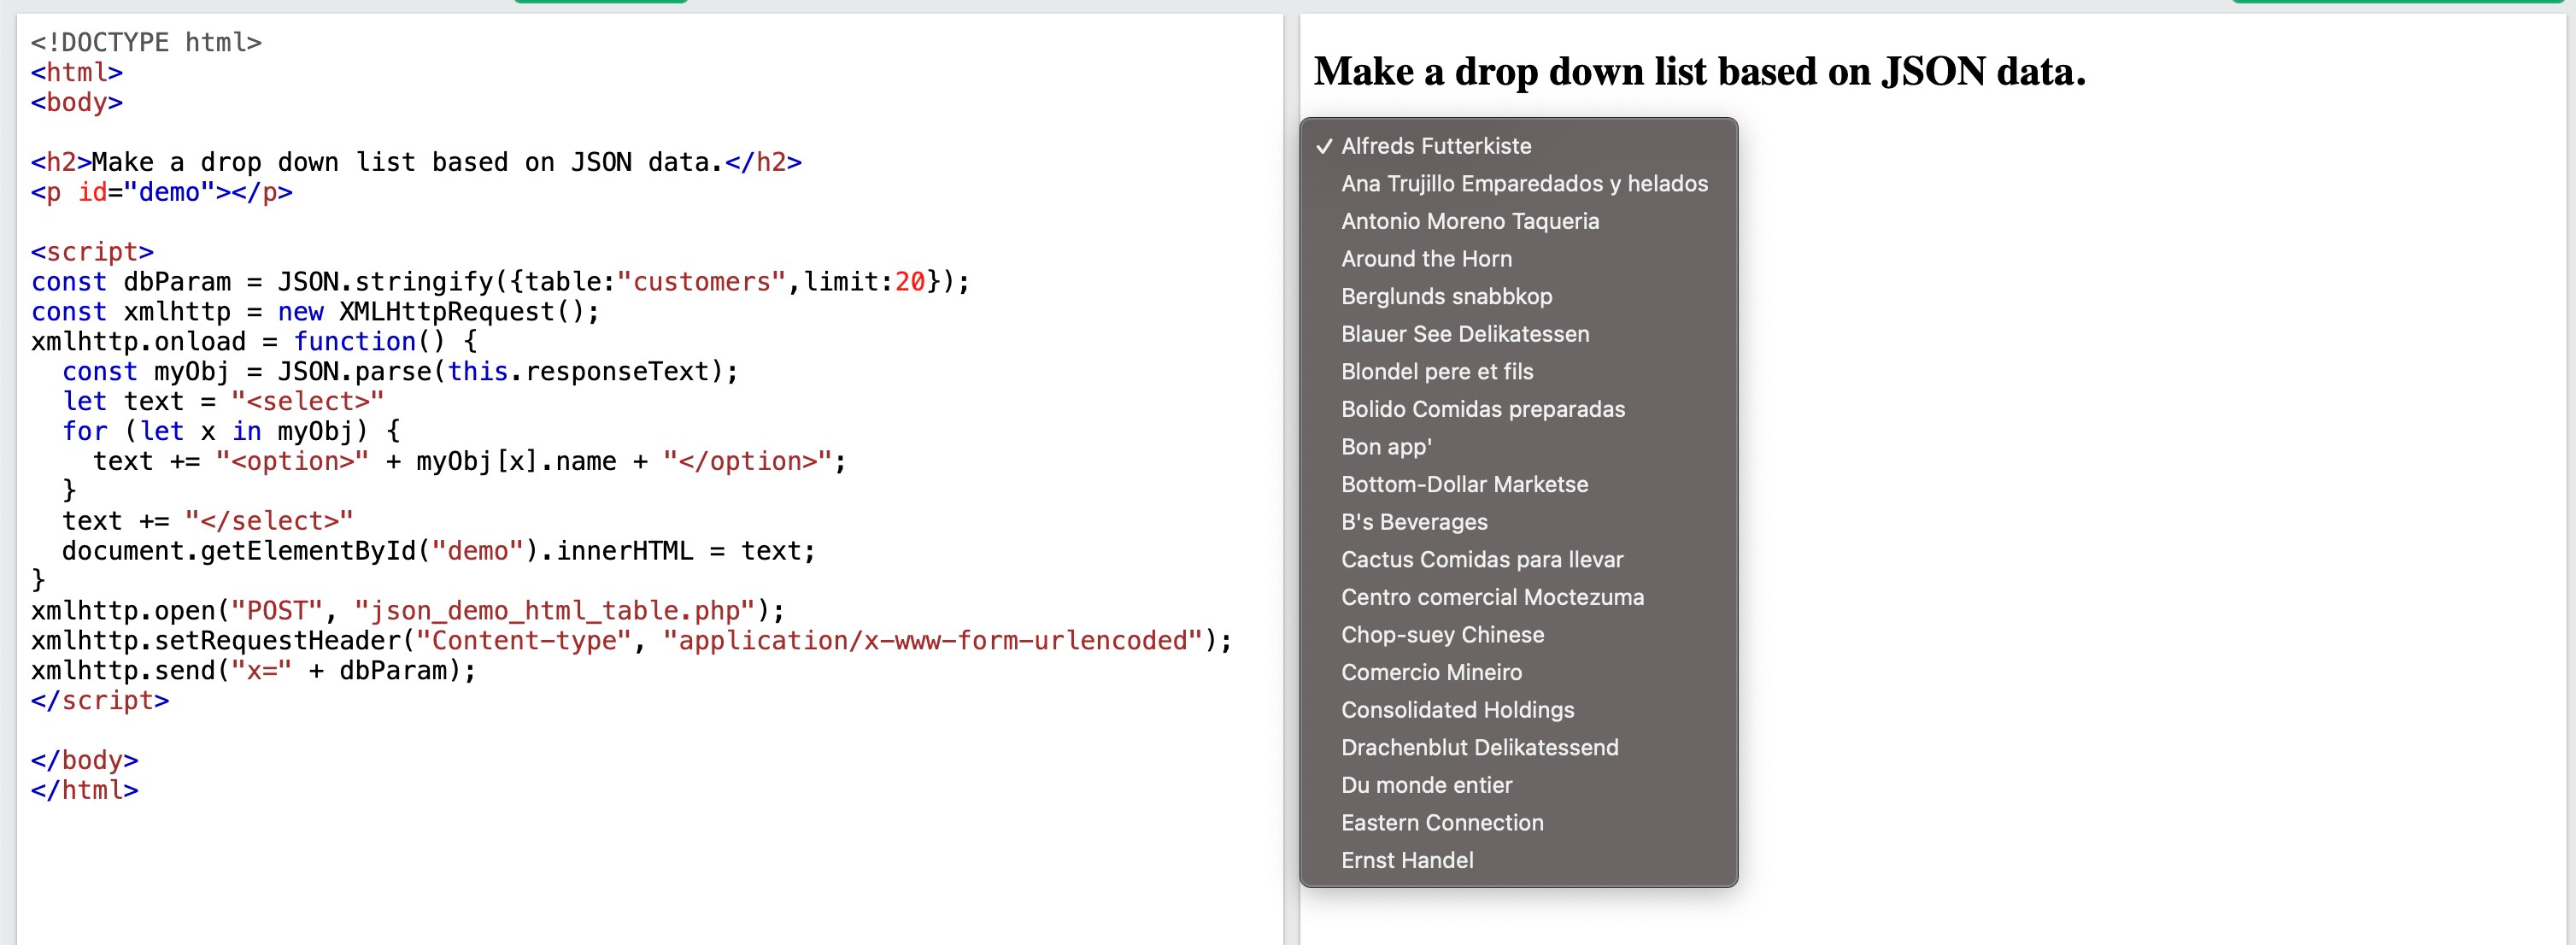 <!DOCTYPE html>
<html>
<body>

<h2>Make a drop down list based on JSON data.</h2>
<p id="demo"></p>

<script>
const dbParam = JSON.stringify({table:"customers",limit:20});
const xmlhttp = new XMLHttpRequest();
xmlhttp.onload = function() {
  const myObj = JSON.parse(this.responseText);
  let text = "<select>"
  for (let x in myObj) {
    text += "<option>" + myObj[x].name + "</option>";
  }
  text += "</select>"
  document.getElementById("demo").innerHTML = text;
}
xmlhttp.open("POST", "json_demo_html_table.php");
xmlhttp.setRequestHeader("Content-type", "application/x-www-form-urlencoded");
xmlhttp.send("x=" + dbParam);
</script>

</body>
</html>
Make a drop down list based on JSON data.
✓ Alfreds Futterkiste
Ana Trujillo Emparedados y helados
Antonio Moreno Taqueria
Around the Horn
Berglunds snabbkop
Blauer See Delikatessen
Blondel pere et fils
Bolido Comidas preparadas
Bon app'
Bottom-Dollar Marketse
B's Beverages
Cactus Comidas para llevar
Centro comercial Moctezuma
Chop-suey Chinese
Comercio Mineiro
Consolidated Holdings
Drachenblut Delikatessend
Du monde entier
Eastern Connection
Ernst Handel